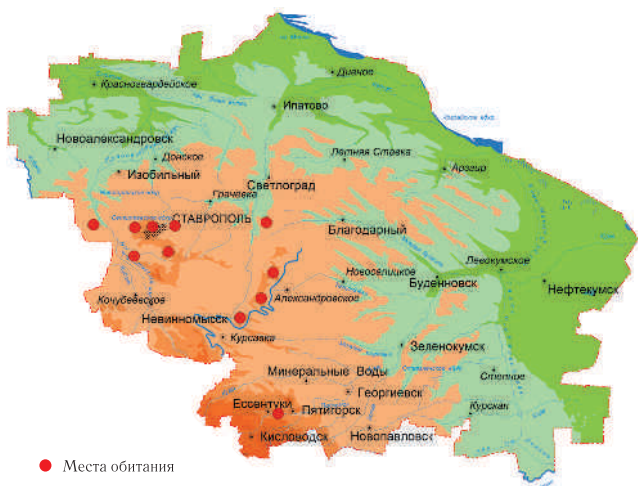 Дивное
Красногвардейское
Ипатово
Новоалександровск
Донское
Летняя Ставка
Арзгир
Изобильный
Светлоград
Грачевка
СТАВРОПОЛЬ
Благодарный
Левокумское
Новоселицкое
Буденновск
Нефтекумск
Кочубеевское
Александровское
Невинномысск
Курсавка
Зеленокумск
Минеральные Воды
Степное
Георгиевск
Ессентуки
Пятигорск
Курская
Кисловодск
Новопавловск
Места обитания